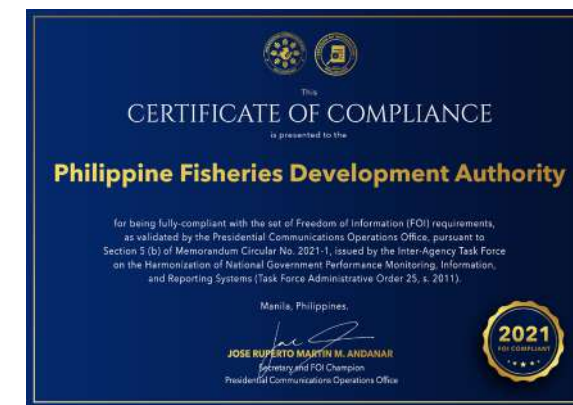 This
CERTIFICATE OF COMPLIANCE
is presented to the
Philippine Fisheries Development Authority
for being fully-compliant with the set of Freedom of Information (FOI) requirements,
as validated by the Presidential Communications Operations Office, pursuant to
Section 5 (b) of Memorandum Circular No. 2021-1, issued by the Inter-Agency Task Force
on the Harmonization of National Government Performance Monitoring, Information,
and Reporting Systems (Task Force Administrative Order 25, s. 2011).
Manila, Philippines.
JOSE RUPERTO MARTIN M. ANDANAR
Secretary and FOI Champion
Presidential Communications Operations Office
2021
FOI COMPLIANT